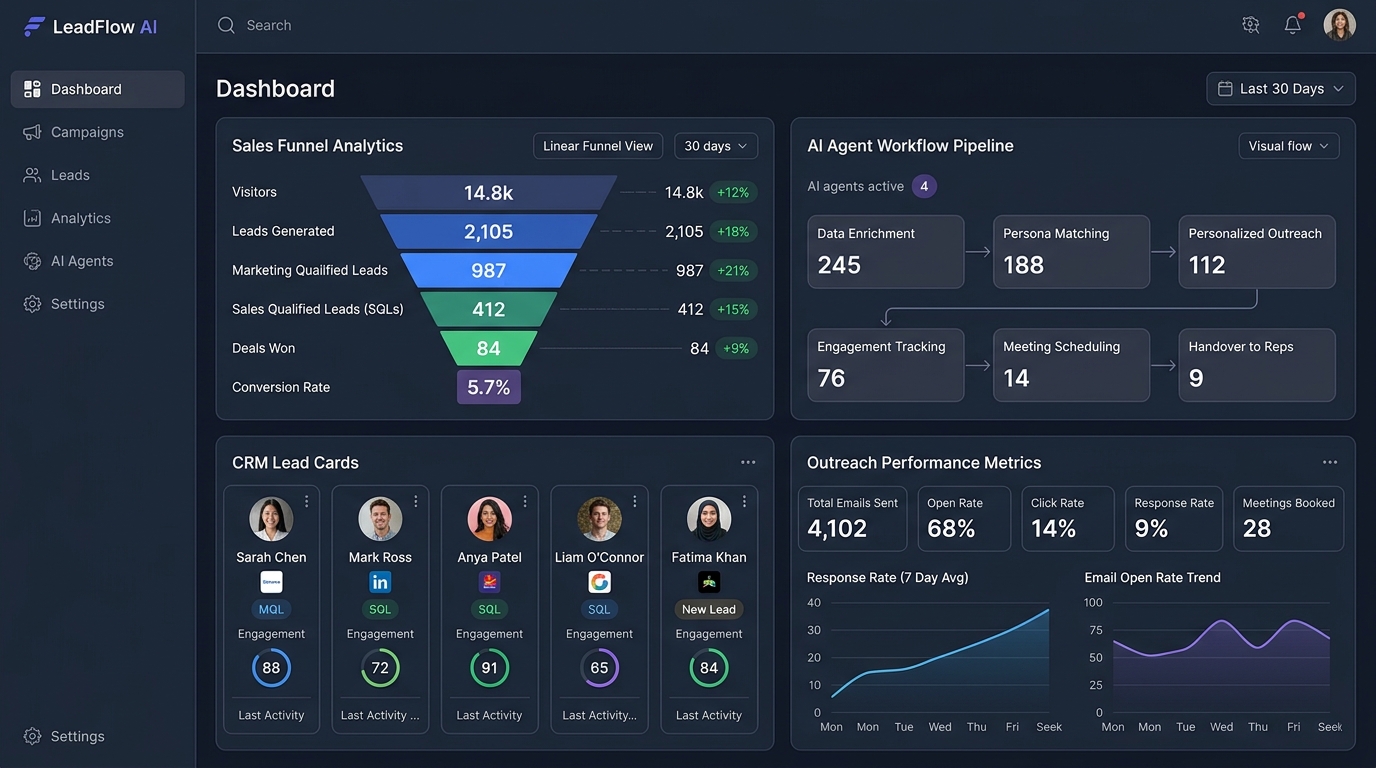 LeadFlow AI
Search
Dashboard
Campaigns
Leads
Analytics
AI Agents
Settings
Settings
Dashboard
Last 30 Days
Sales Funnel Analytics
Linear Funnel View
30 days
Visitors 14.8k 14.8k +12%
Leads Generated 2,105 2,105 +18%
Marketing Qualified Leads 987 987 +21%
Sales Qualified Leads (SQLs) 412 412 +15%
Deals Won 84 84 +9%
Conversion Rate 5.7%
AI Agent Workflow Pipeline
Visual flow
AI agents active 4
Data Enrichment
245
Persona Matching
188
Personalized Outreach
112
Engagement Tracking
76
Meeting Scheduling
14
Handover to Reps
9
CRM Lead Cards
Sarah Chen
MQL
Engagement
88
Last Activity
Mark Ross
in
SQL
Engagement
72
Last Activity ...
Anya Patel
SQL
Engagement
91
Last Activity
Liam O'Connor
SQL
Engagement
65
Last Activity...
Fatima Khan
New Lead
Engagement
84
Last Activity
Outreach Performance Metrics
Total Emails Sent
4,102
Open Rate
68%
Click Rate
14%
Response Rate
9%
Meetings Booked
28
Response Rate (7 Day Avg)
40
30
20
10
0
Mon Mon Tue Wed Thu Fri Seek
Email Open Rate Trend
100
75
50
25
0
Mon Mon Tue Wed Thu Fri Seek